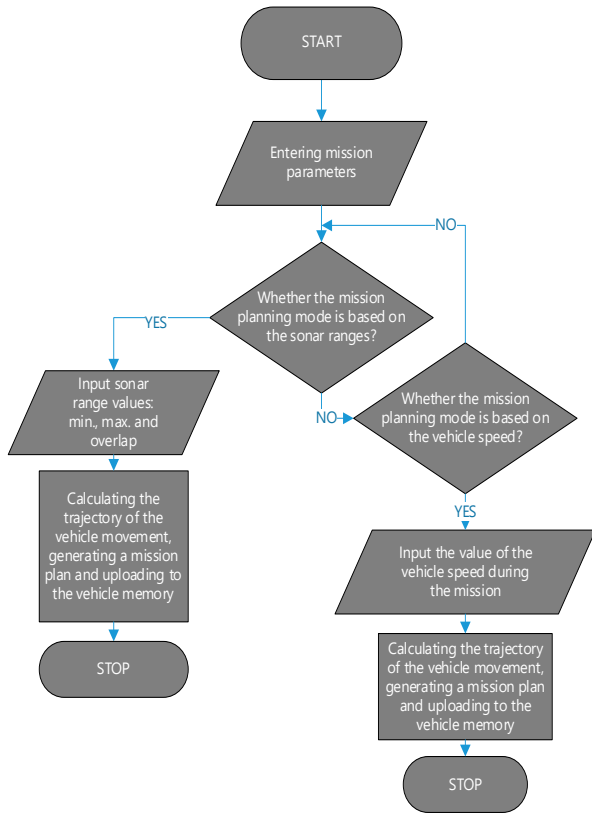 START
Entering mission
parameters
NO
Whether the mission
planning mode is based on
the sonar ranges?
YES
Input sonar
range values:
min., max. and
overlap
NO
Whether the mission
planning mode is based on
the vehicle speed?
Calculating the
trajectory of the
vehicle movement,
generating a mission
plan and uploading to
the vehicle memory
YES
Input the value of the
vehicle speed during
the mission
STOP
Calculating the trajectory
of the vehicle movement,
generating a mission plan
and uploading to the
vehicle memory
STOP